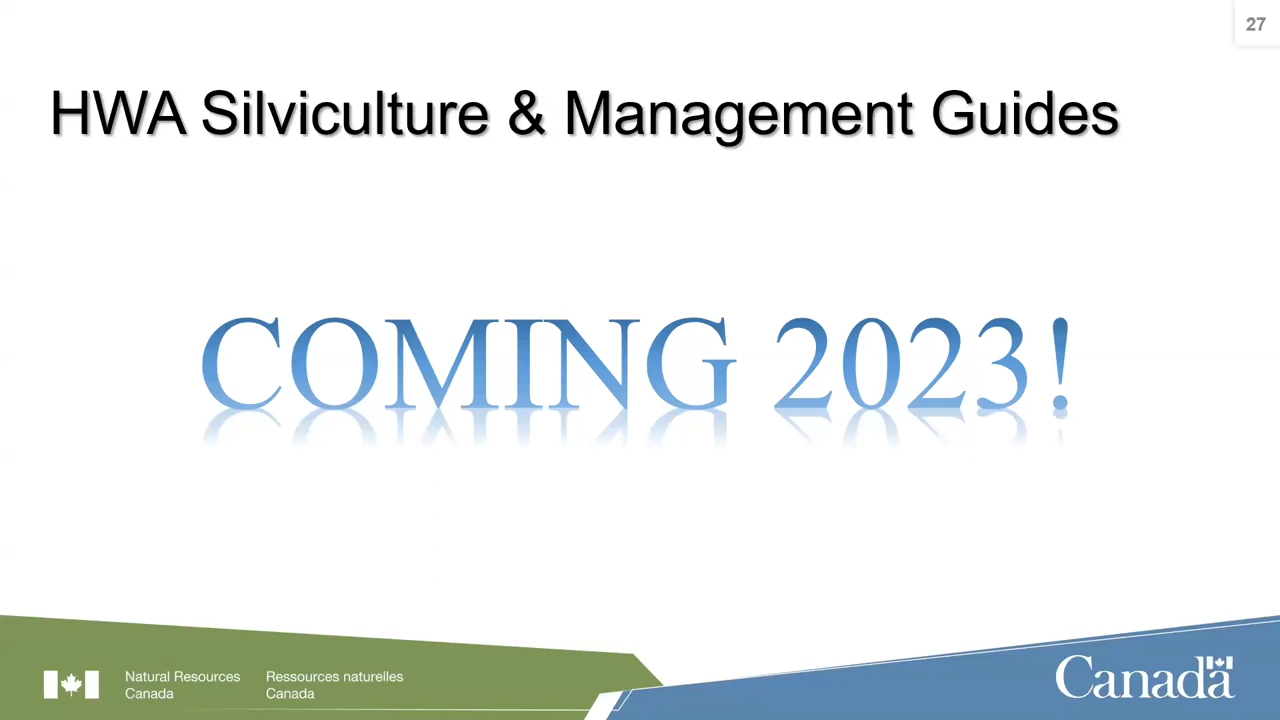 27
HWA Silviculture & Management Guides
COMING 2023!
Natural Resources Canada
Ressources naturelles Canada
Canada